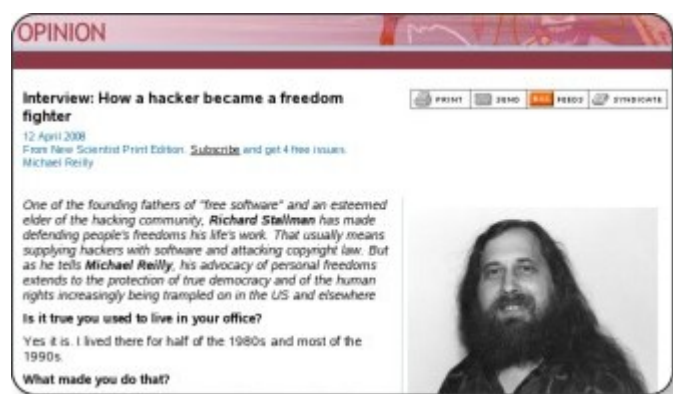 OPINION
Interview: How a hacker became a freedom
fighter
PRINT SEND RSS FEEDS SYNDICATE
12 April 2008
From New Scientist Print Edition. Subscribe and get 4 free issues.
Michael Reilly
One of the founding fathers of "free software" and an esteemed
elder of the hacking community, Richard Stallman has made
defending people's freedoms his life's work. That usually means
supplying hackers with software and attacking copyright law. But
as he tells Michael Reilly, his advocacy of personal freedoms
extends to the protection of true democracy and of the human
rights increasingly being trampled on in the US and elsewhere
Is it true you used to live in your office?
Yes it is. I lived there for half of the 1980s and most of the
1990s.
What made you do that?